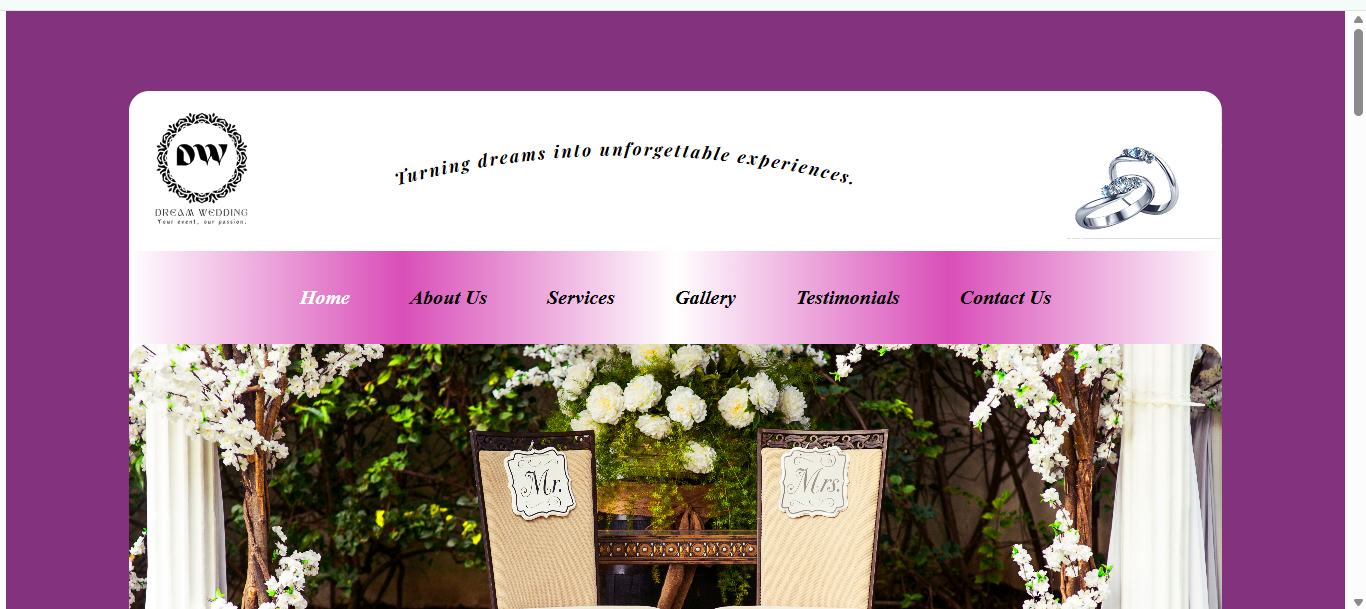 DW
DREAM WEDDING
Your event, our passion.
Turning dreams into unforgettable experiences.
Home About Us Services Gallery Testimonials Contact Us
Mr. Mrs.